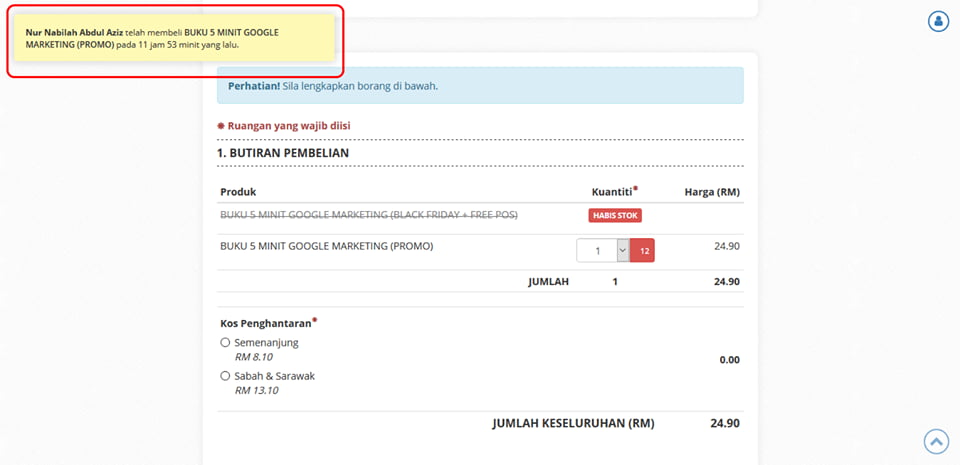 Nur Nabilah Abdul Aziz telah membeli BUKU 5 MINIT GOOGLE
MARKETING (PROMO) pada 11 jam 53 minit yang lalu.
Perhatian! Sila lengkapkan borang di bawah.
✹ Ruangan yang wajib diisi
1. BUTIRAN PEMBELIAN
Produk Kuantiti✹ Harga (RM)
BUKU 5 MINIT GOOGLE MARKETING (BLACK FRIDAY + FREE POS) HABIS STOK
BUKU 5 MINIT GOOGLE MARKETING (PROMO) 1 12 24.90
JUMLAH 1 24.90
Kos Penghantaran✹
Semenanjung
RM 8.10
0.00
Sabah & Sarawak
RM 13.10
JUMLAH KESELURUHAN (RM) 24.90